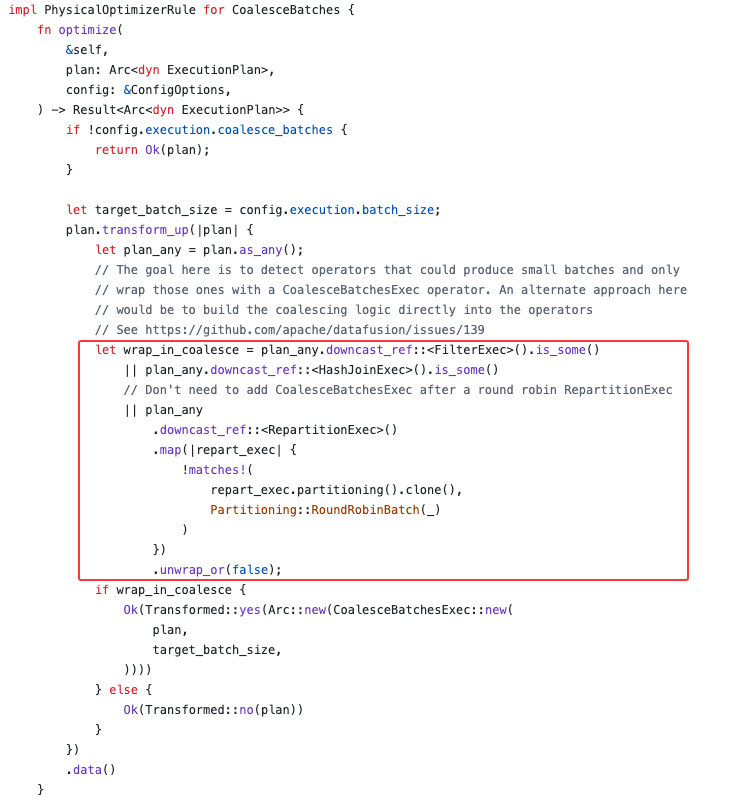 impl PhysicalOptimizerRule for CoalesceBatches {
    fn optimize(
        &self,
        plan: Arc<dyn ExecutionPlan>,
        config: &ConfigOptions,
    ) -> Result<Arc<dyn ExecutionPlan>> {
        if !config.execution.coalesce_batches {
            return Ok(plan);
        }

        let target_batch_size = config.execution.batch_size;
        plan.transform_up(|plan| {
            let plan_any = plan.as_any();
            // The goal here is to detect operators that could produce small batches and only
            // wrap those ones with a CoalesceBatchesExec operator. An alternate approach here
            // would be to build the coalescing logic directly into the operators
            // See https://github.com/apache/datafusion/issues/139
            let wrap_in_coalesce = plan_any.downcast_ref::<FilterExec>().is_some()
                || plan_any.downcast_ref::<HashJoinExec>().is_some()
                // Don't need to add CoalesceBatchesExec after a round robin RepartitionExec
                || plan_any
                    .downcast_ref::<RepartitionExec>()
                    .map(|repart_exec| {
                        !matches!(
                            repart_exec.partitioning().clone(),
                            Partitioning::RoundRobinBatch(_)
                        )
                    })
                    .unwrap_or(false);
            if wrap_in_coalesce {
                Ok(Transformed::yes(Arc::new(CoalesceBatchesExec::new(
                    plan,
                    target_batch_size,
                ))))
            } else {
                Ok(Transformed::no(plan))
            }
        })
        .data()
    }